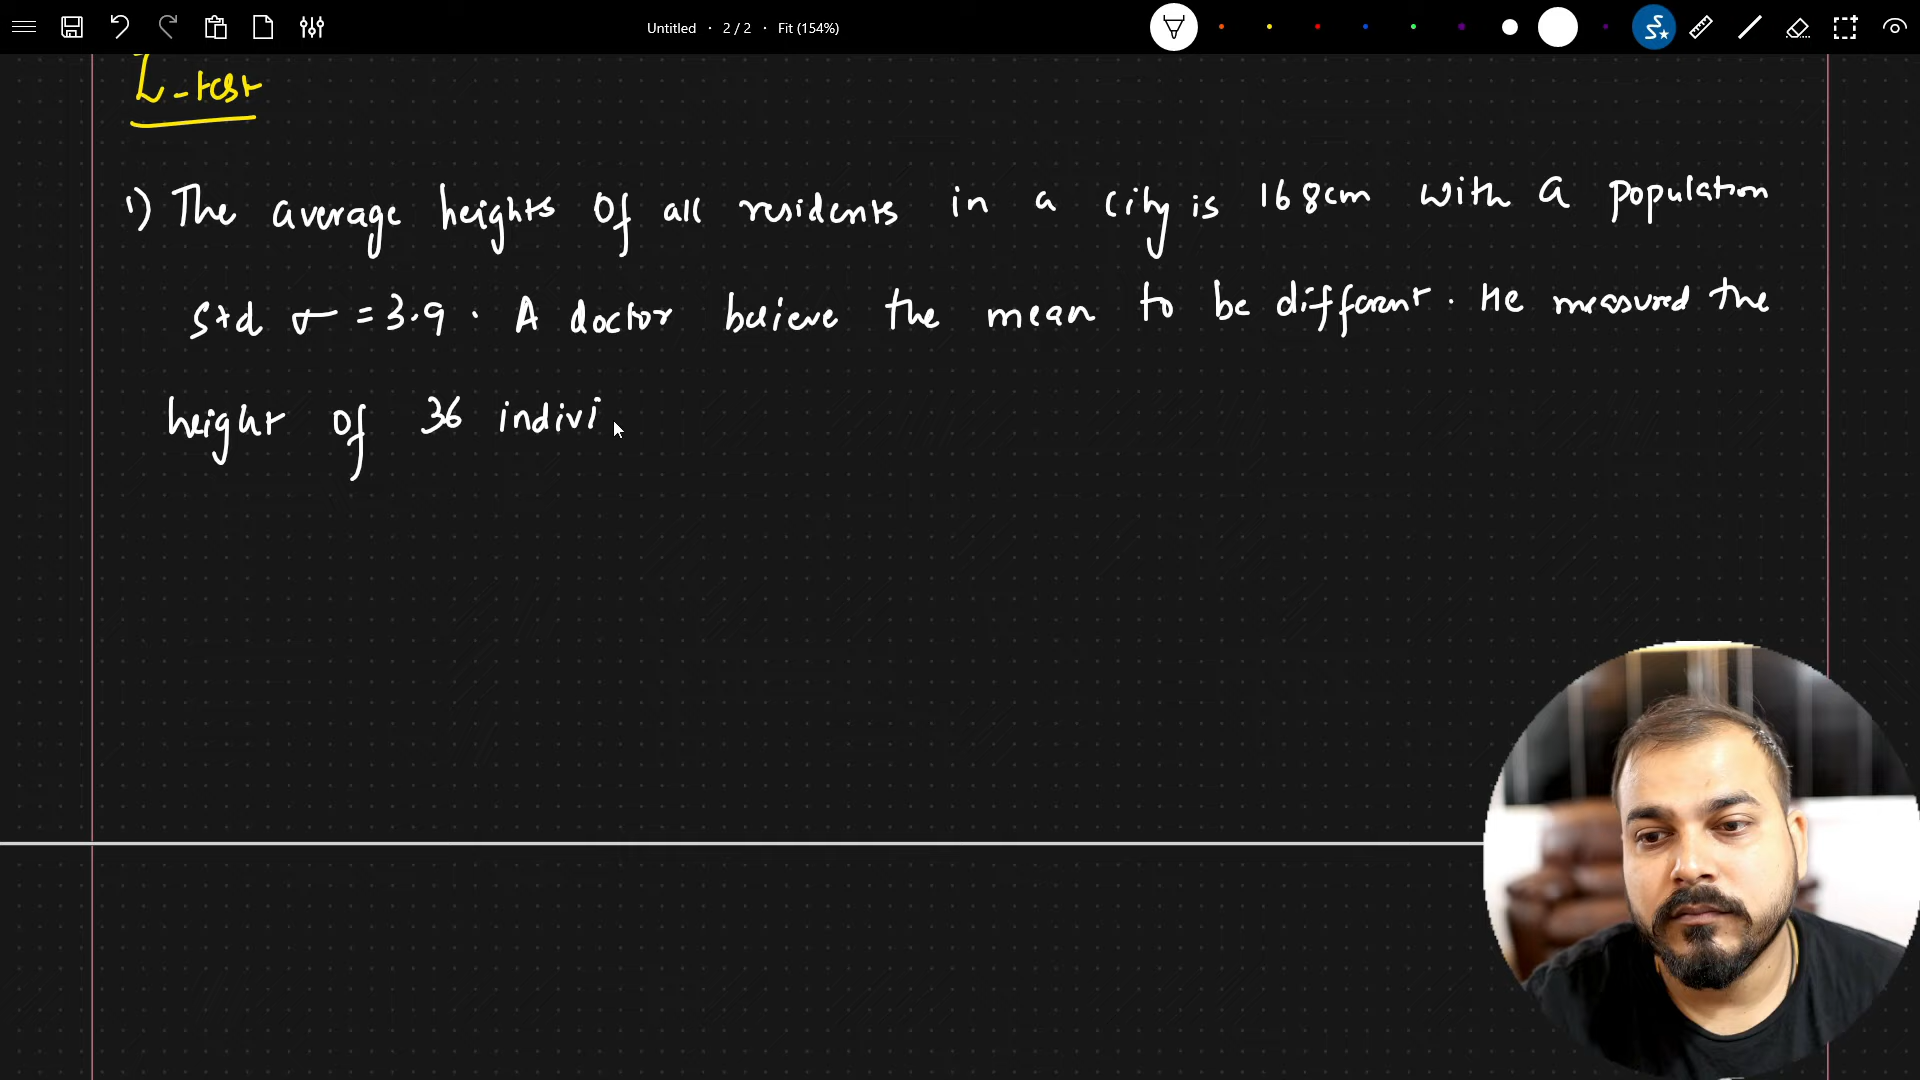 Untitled · 2 / 2 · Fit (154%)
Z-test
1) The average heights of all residents in a city is 168cm with a population
std σ = 3.9 . A doctor believe the mean to be different. He measured the
height of 36 indivi